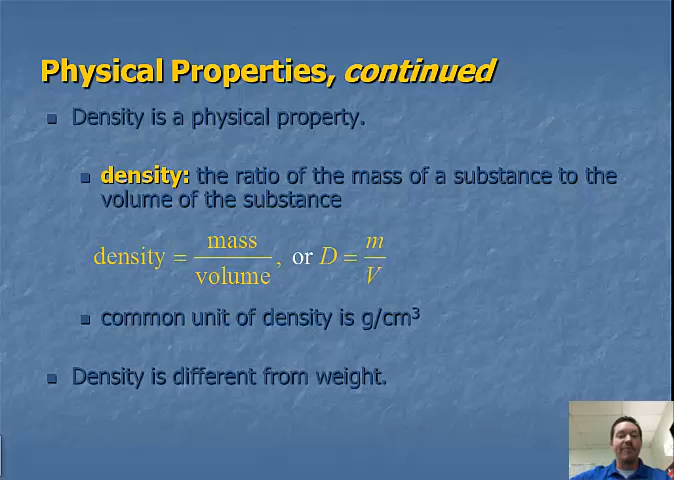 Physical Properties, continued
Density is a physical property.
density: the ratio of the mass of a substance to the
volume of the substance
density = mass/volume, or D = m/V
common unit of density is g/cm³
Density is different from weight.